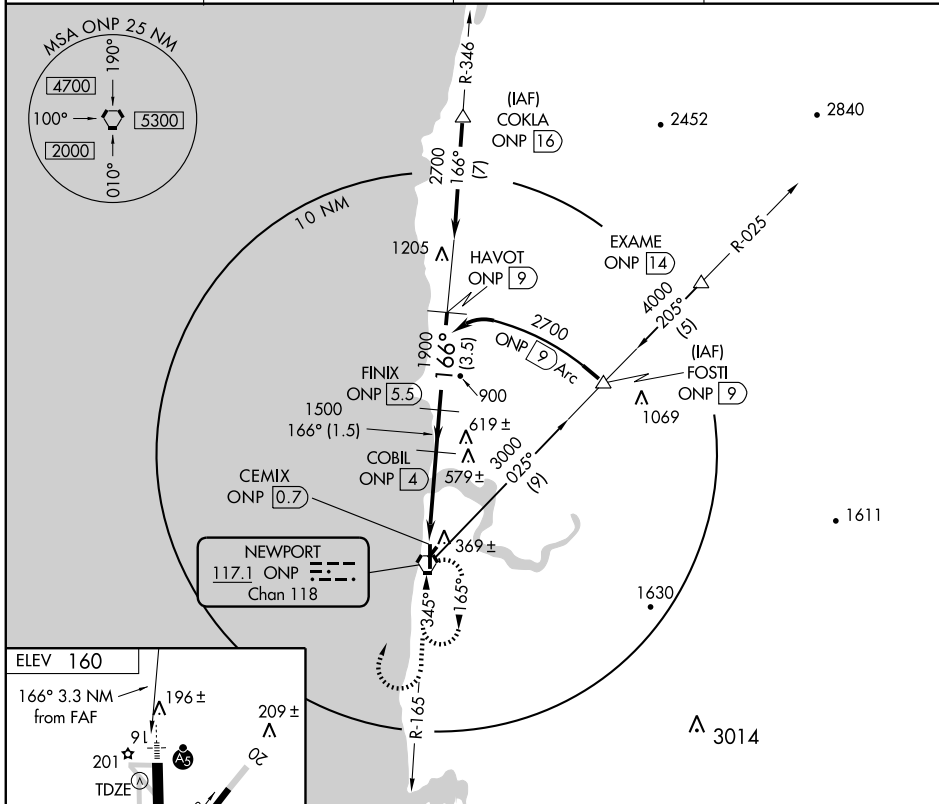 MSA ONP 25 NM
190°
4700
100°
5300
2000
010°
R-346
(IAF)
COKLA
ONP 16
2452
2840
2700
166°
(7)
10 NM
1205
HAVOT
ONP 9
EXAME
ONP 14
R-025
4000
205°
(5)
2700
ONP 9 Arc
(IAF)
FOSTI
ONP 9
1069
1900
166°
(3.5)
FINIX
ONP 5.5
900
1500
166° (1.5)
619 ±
COBIL
ONP 4
579 ±
3000
025°
(9)
CEMIX
ONP 0.7
369 ±
1611
NEWPORT
117.1 ONP
Chan 118
345°
165°
1630
R-165
3014
ELEV 160
166° 3.3 NM
from FAF
196 ±
209 ±
16
201
A5
20
TDZE